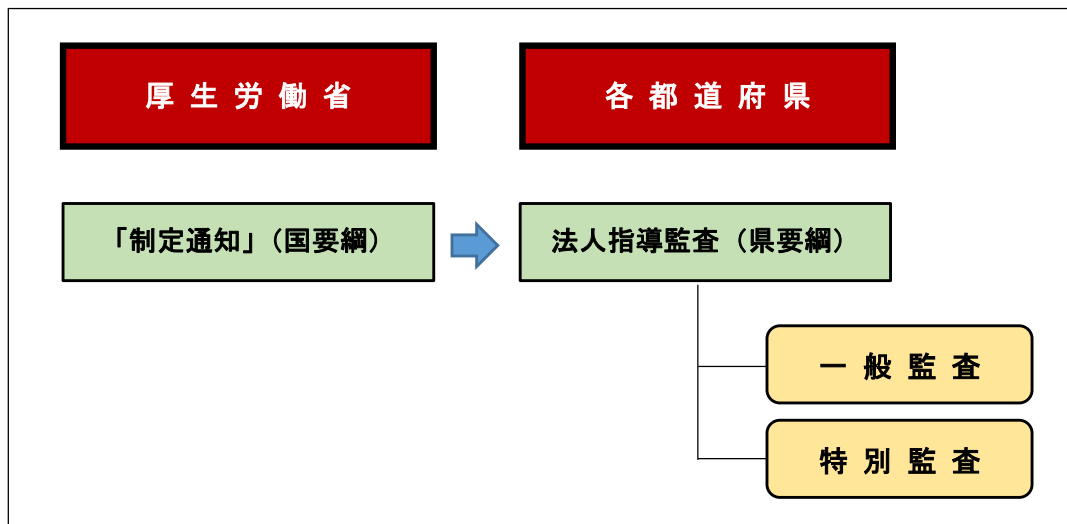 厚生労働省
各都道府県
「制定通知」（国要綱）
法人指導監査（県要綱）
一般監査
特別監査